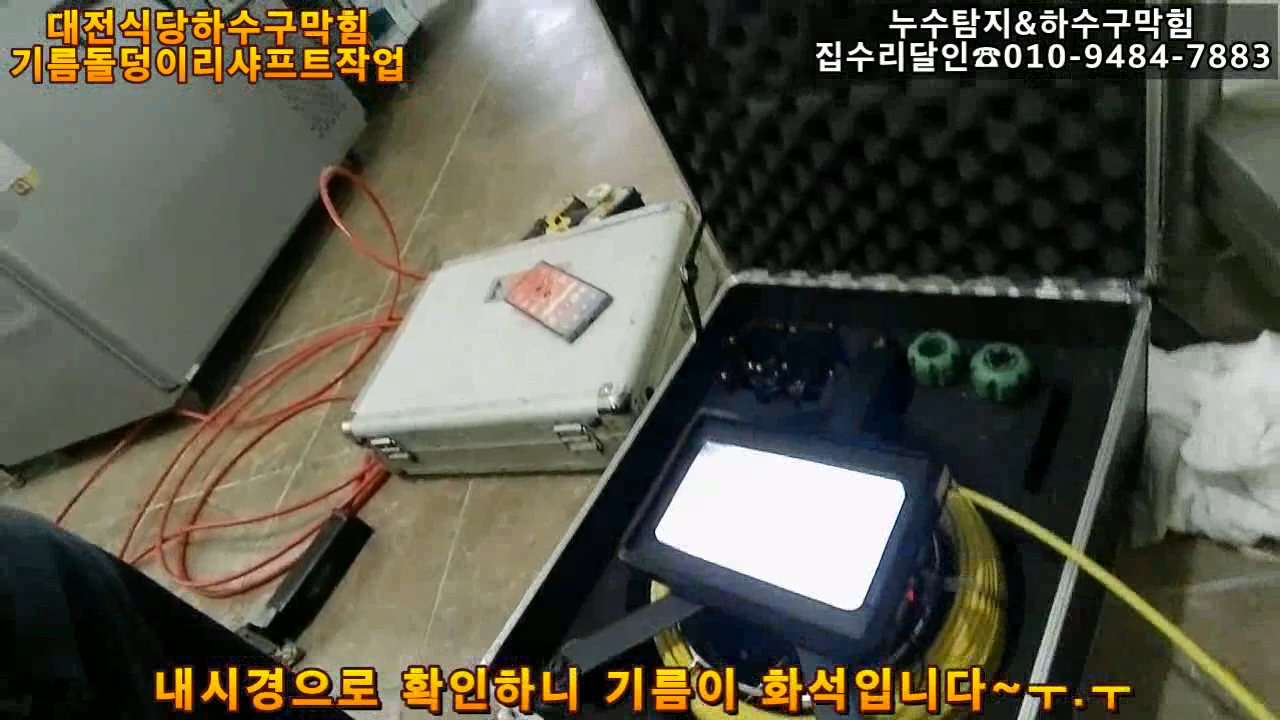 대전식당하수구막힘
기름돌덩이리샤프트작업
누수탐지&하수구막힘
집수리달인☎010-9484-7883
내시경으로 확인하니 기름이 화석입니다~ㅜ.ㅜ